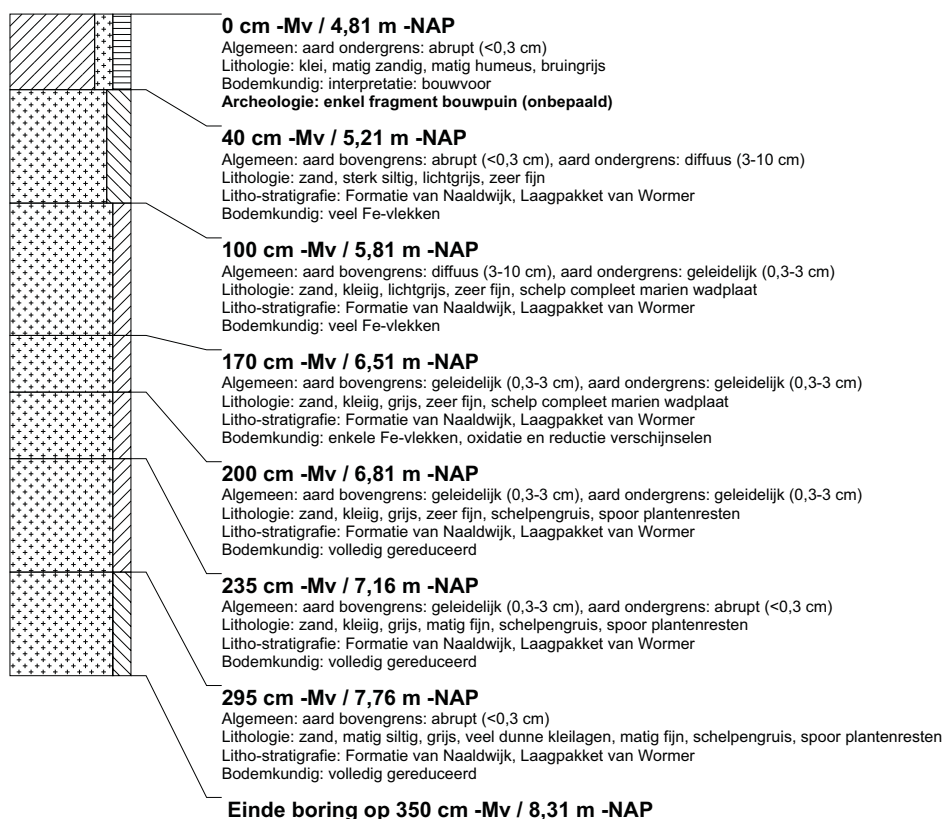 0 cm -Mv / 4,81 m -NAP
Algemeen: aard ondergrens: abrupt (<0,3 cm)
Lithologie: klei, matig zandig, matig humeus, bruingrijs
Bodemkundig: interpretatie: bouwvoor
Archeologie: enkel fragment bouwpuin (onbepaald)
40 cm -Mv / 5,21 m -NAP
Algemeen: aard bovengrens: abrupt (<0,3 cm), aard ondergrens: diffuus (3-10 cm)
Lithologie: zand, sterk siltig, lichtgrijs, zeer fijn
Litho-stratigrafie: Formatie van Naaldwijk, Laagpakket van Wormer
Bodemkundig: veel Fe-vlekken
100 cm -Mv / 5,81 m -NAP
Algemeen: aard bovengrens: diffuus (3-10 cm), aard ondergrens: geleidelijk (0,3-3 cm)
Lithologie: zand, kleiig, lichtgrijs, zeer fijn, schelp compleet marien wadplaat
Litho-stratigrafie: Formatie van Naaldwijk, Laagpakket van Wormer
Bodemkundig: veel Fe-vlekken
170 cm -Mv / 6,51 m -NAP
Algemeen: aard bovengrens: geleidelijk (0,3-3 cm), aard ondergrens: geleidelijk (0,3-3 cm)
Lithologie: zand, kleiig, grijs, zeer fijn, schelp compleet marien wadplaat
Litho-stratigrafie: Formatie van Naaldwijk, Laagpakket van Wormer
Bodemkundig: enkele Fe-vlekken, oxidatie en reductie verschijnselen
200 cm -Mv / 6,81 m -NAP
Algemeen: aard bovengrens: geleidelijk (0,3-3 cm), aard ondergrens: geleidelijk (0,3-3 cm)
Lithologie: zand, kleiig, grijs, zeer fijn, schelpengruis, spoor plantenresten
Litho-stratigrafie: Formatie van Naaldwijk, Laagpakket van Wormer
Bodemkundig: volledig gereduceerd
235 cm -Mv / 7,16 m -NAP
Algemeen: aard bovengrens: geleidelijk (0,3-3 cm), aard ondergrens: abrupt (<0,3 cm)
Lithologie: zand, kleiig, grijs, matig fijn, schelpengruis, spoor plantenresten
Litho-stratigrafie: Formatie van Naaldwijk, Laagpakket van Wormer
Bodemkundig: volledig gereduceerd
295 cm -Mv / 7,76 m -NAP
Algemeen: aard bovengrens: abrupt (<0,3 cm)
Lithologie: zand, matig siltig, grijs, veel dunne kleilagen, matig fijn, schelpengruis, spoor plantenresten
Litho-stratigrafie: Formatie van Naaldwijk, Laagpakket van Wormer
Bodemkundig: volledig gereduceerd
Einde boring op 350 cm -Mv / 8,31 m -NAP